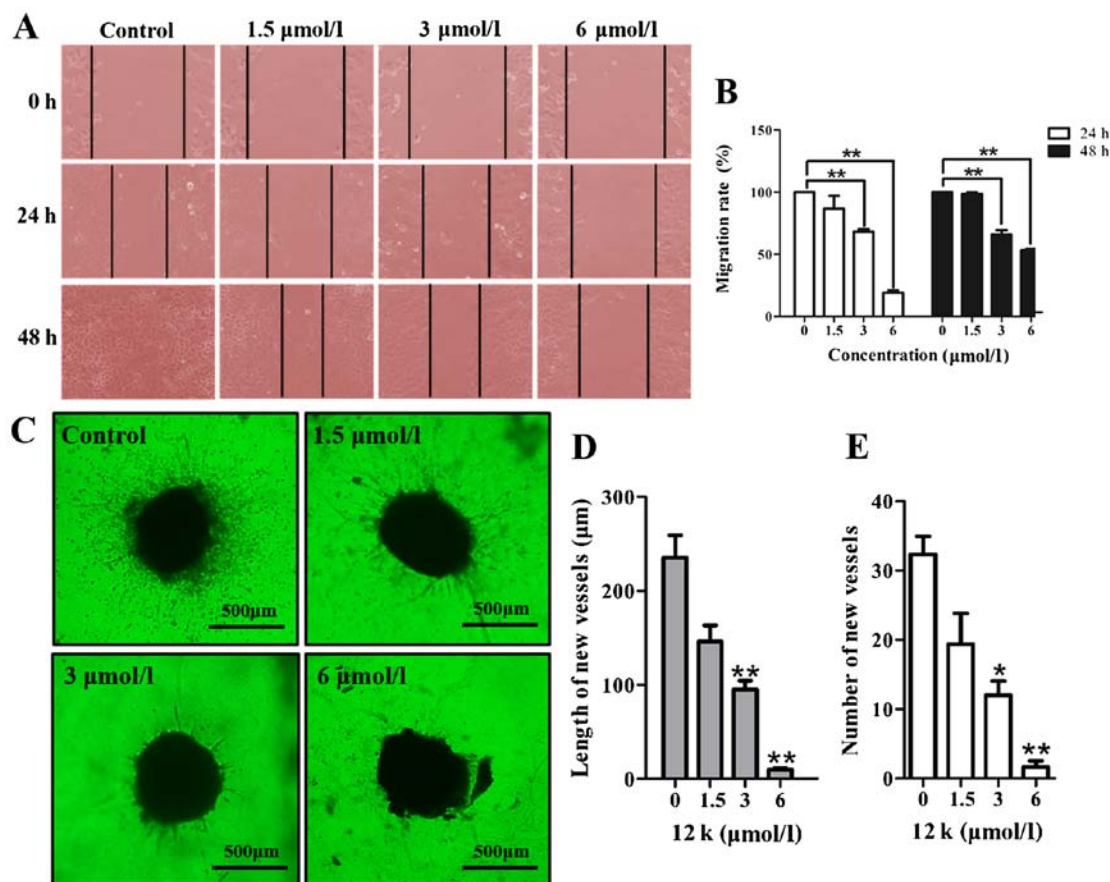 A
Control
1.5 µmol/l
3 µmol/l
6 µmol/l
0 h
24 h
48 h
B
Migration rate (%)
150
100
50
0
**
**
**
**
24 h
48 h
0 1.5 3 6 0 1.5 3 6
Concentration (µmol/l)
C
Control
500µm
1.5 µmol/l
500µm
3 µmol/l
500µm
6 µmol/l
500µm
D
Length of new vessels (µm)
300
200
100
0
**
**
0 1.5 3 6
12 k (µmol/l)
E
Number of new vessels
40
30
20
10
0
*
**
0 1.5 3 6
12 k (µmol/l)